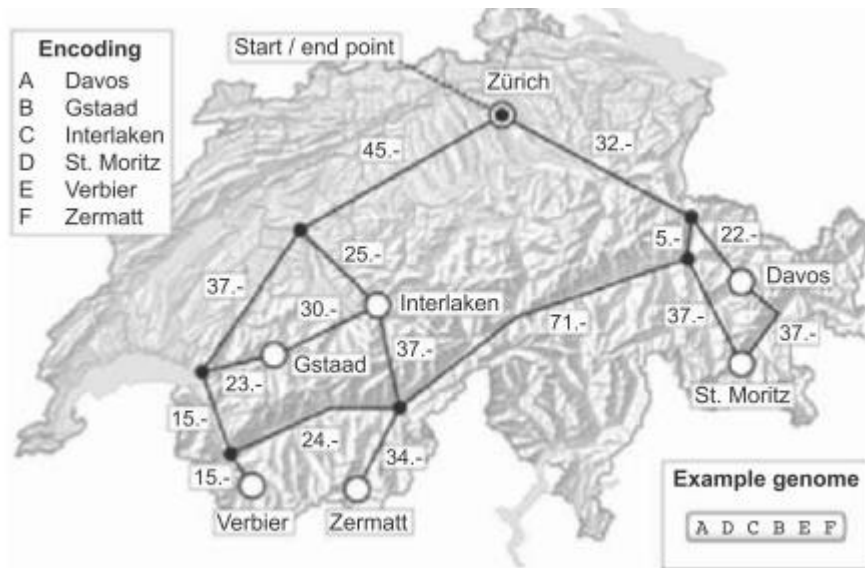 Encoding
A Davos
B Gstaad
C Interlaken
D St. Moritz
E Verbier
F Zermatt
Start / end point
Zürich
45.-
32.-
5.-
22.-
25.-
Davos
37.-
30.-
Interlaken
71.-
37.-
37.-
Gstaad
37.-
23.-
St. Moritz
15.-
24.-
34.-
15.-
Verbier
Zermatt
Example genome
A D C B E F